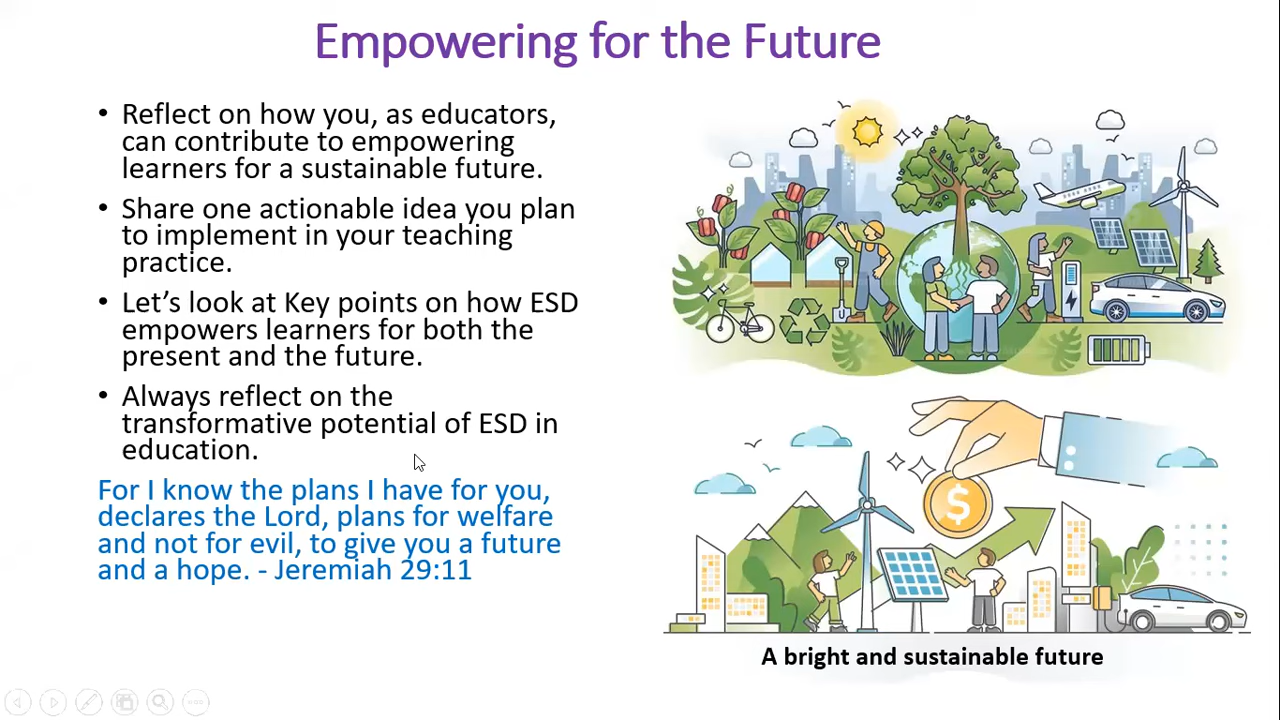 Empowering for the Future
• Reflect on how you, as educators,
can contribute to empowering
learners for a sustainable future.
• Share one actionable idea you plan
to implement in your teaching
practice.
• Let’s look at Key points on how ESD
empowers learners for both the
present and the future.
• Always reflect on the
transformative potential of ESD in
education.
For I know the plans I have for you,
declares the Lord, plans for welfare
and not for evil, to give you a future
and a hope. - Jeremiah 29:11
$
A bright and sustainable future